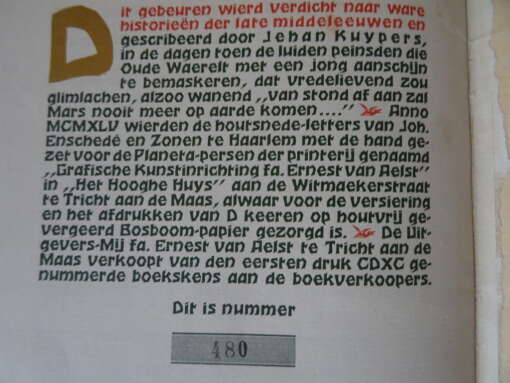 Dit gebeuren wierd verdicht naar ware
historieën der late middeleeuwen en
gescribeerd door Jehan Kuypers,
in de dagen toen de luiden peinsden die
Oude Waerelt met een jong aanschijn
te bemaskeren, dat vredelievend zou
glimlachen, alzoo wanend „van stond af aan zal
Mars nooit meer op aarde komen....” Anno
MCMXLV wierden de houtsnede-letters van Joh.
Enschedé en Zonen te Haarlem met de hand ge-
zet voor de Planeta-persen der printerij genaamd
„Grafische Kunstinrichting fa. Ernest van Aelst”
in „Het Hooghe Huys” aan de Witmaekerstraat
te Tricht aan de Maas, alwaar voor de versiering
en het afdrukken van D keeren op houtvrij ge-
vergeerd Bosboom-papier gezorgd is. De Uit-
gevers-Mij fa. Ernest van Aelst te Tricht aan de
Maas verkoopt van den eersten druk CDXC ge-
nummerde boekskens aan de boekverkoopers.
Dit is nummer
480